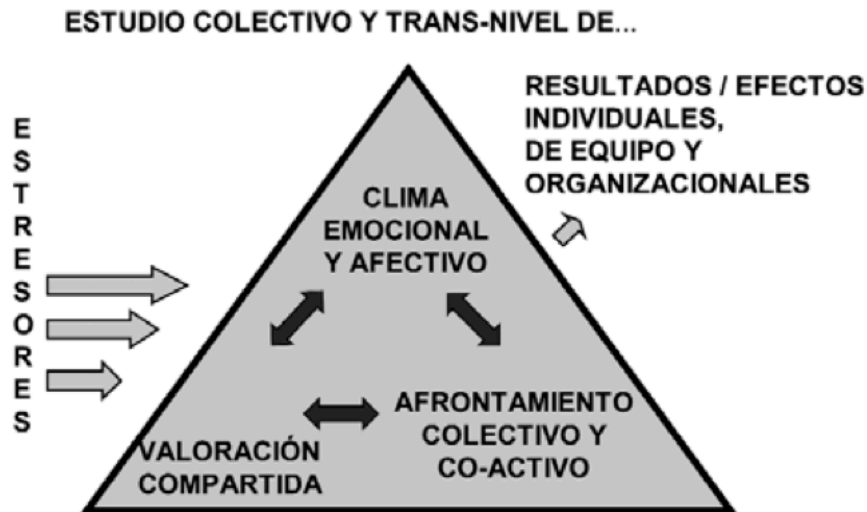 ESTUDIO COLECTIVO Y TRANS-NIVEL DE...
RESULTADOS / EFECTOS
INDIVIDUALES,
DE EQUIPO Y
ORGANIZACIONALES
ESTRESORES
CLIMA
EMOCIONAL
Y AFECTIVO
VALORACIÓN
COMPARTIDA
AFRONTAMIENTO
COLECTIVO Y
CO-ACTIVO